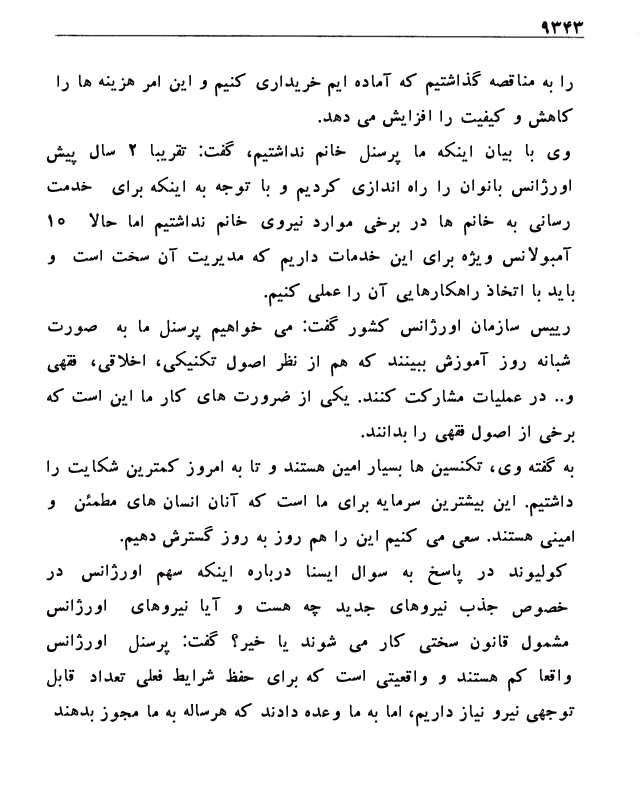 ۹۳۴۳
را به مناقصه گذاشتیم که آماده ایم خریداری کنیم و این امر هزینه ها را
کاهش و کیفیت را افزایش می دهد.
وی با بیان اینکه ما پرسنل خانم نداشتیم، گفت: تقریبا ۲ سال پیش
اورژانس بانوان را راه اندازی کردیم و با توجه به اینکه برای خدمت
رسانی به خانم ها در برخی موارد نیروی خانم نداشتیم اما حالا ۱۵
آمبولانس ویژه برای این خدمات داریم که مدیریت آن سخت است و
باید با اتخاذ راهکارهایی آن را عملی کنیم.
رییس سازمان اورژانس کشور گفت: می خواهیم پرسنل ما به صورت
شبانه روز آموزش ببینند که هم از نظر اصول تکنیکی، اخلاقی، فقهی
و.. در عملیات مشارکت کنند. یکی از ضرورت های کار ما این است که
برخی از اصول فقهی را بدانند.
به گفته وی، تکنسین ها بسیار امین هستند و تا به امروز کمترین شکایت را
داشتیم. این بیشترین سرمایه برای ما است که آنان انسان های مطمئن و
امینی هستند. سعی می کنیم این را هم روز به روز گسترش دهیم.
کولیوند در پاسخ به سوال ایسنا درباره اینکه سهم اورژانس در
خصوص جذب نیروهای جدید چه هست و آیا نیروهای اورژانس
مشمول قانون سختی کار می شوند یا خیر؟ گفت: پرسنل اورژانس
واقعا کم هستند و واقعیتی است که برای حفظ شرایط فعلی تعداد قابل
توجهی نیرو نیاز داریم، اما به ما وعده دادند که هرساله به ما مجوز بدهند